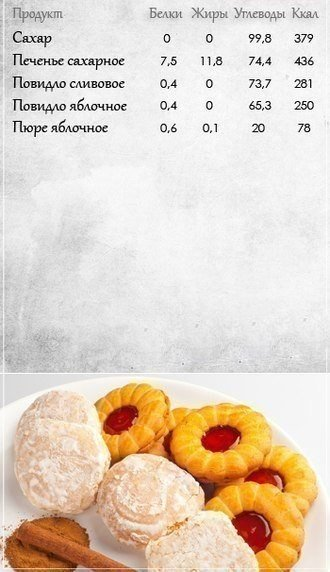 Продукт Белки Жиры Углеводы Ккал
Сахар 0 0 99,8 379
Печенье сахарное 7,5 11,8 74,4 436
Повидло сливовое 0,4 0 73,7 281
Повидло яблочное 0,4 0 65,3 250
Пюре яблочное 0,6 0,1 20 78